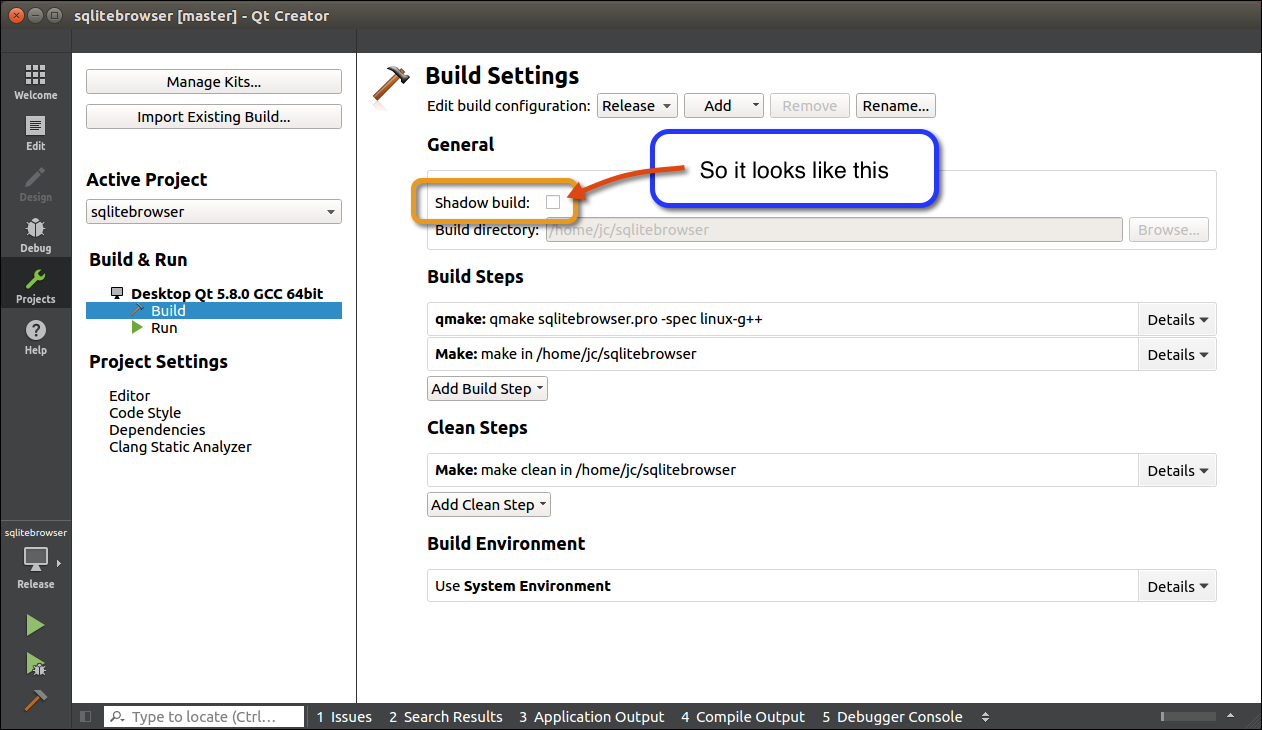 sqlitebrowser [master] - Qt Creator
Welcome
Edit
Design
Debug
Projects
Help
sqlitebrowser
Release
Manage Kits...
Import Existing Build...
Active Project
sqlitebrowser
Build & Run
Desktop Qt 5.8.0 GCC 64bit
Build
Run
Project Settings
Editor
Code Style
Dependencies
Clang Static Analyzer
Build Settings
Edit build configuration: Release Add Remove Rename...
General
So it looks like this
Shadow build:
Build directory: /home/jc/sqlitebrowser Browse...
Build Steps
qmake: qmake sqlitebrowser.pro -spec linux-g++ Details
Make: make in /home/jc/sqlitebrowser Details
Add Build Step
Clean Steps
Make: make clean in /home/jc/sqlitebrowser Details
Add Clean Step
Build Environment
Use System Environment Details
Type to locate (Ctrl... 1 Issues 2 Search Results 3 Application Output 4 Compile Output 5 Debugger Console